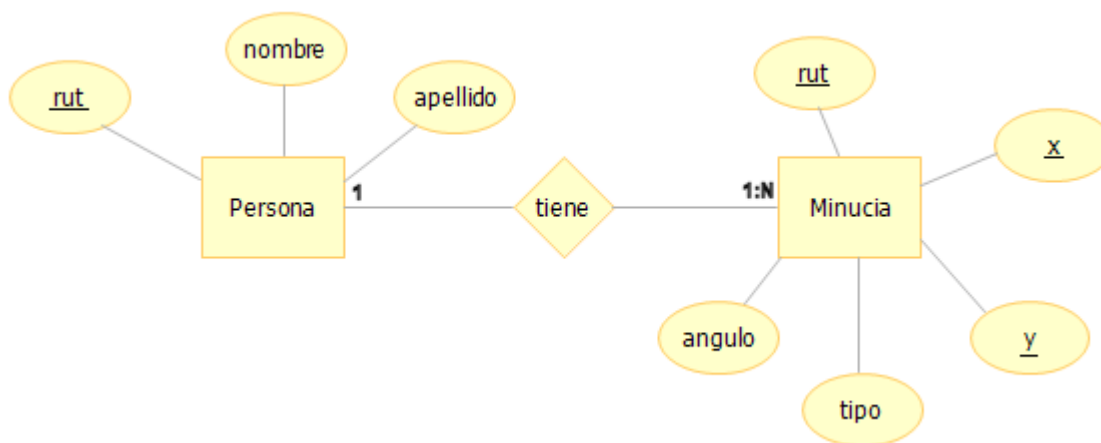 nombre
rut
apellido
rut
x
Persona
1
tiene
1:N
Minucia
angulo
y
tipo